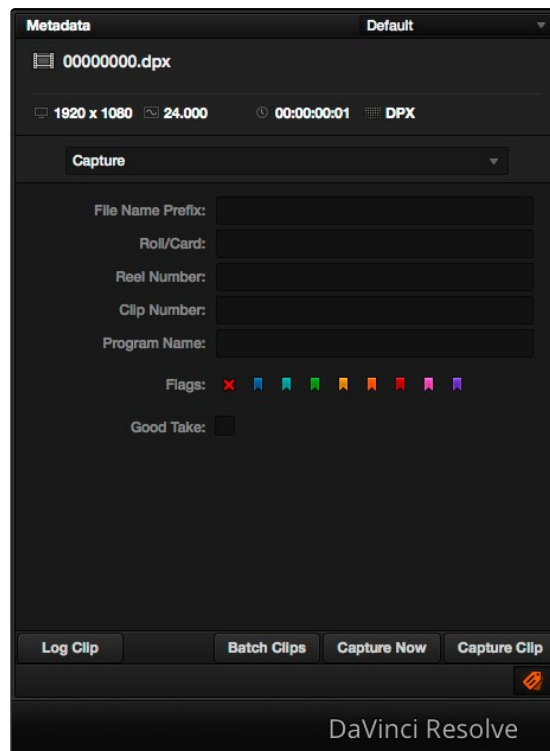 Metadata Default
00000000.dpx
1920 x 1080 24.000 00:00:00:01 DPX
Capture
File Name Prefix:
Roll/Card:
Reel Number:
Clip Number:
Program Name:
Flags:
Good Take:
Log Clip Batch Clips Capture Now Capture Clip
DaVinci Resolve